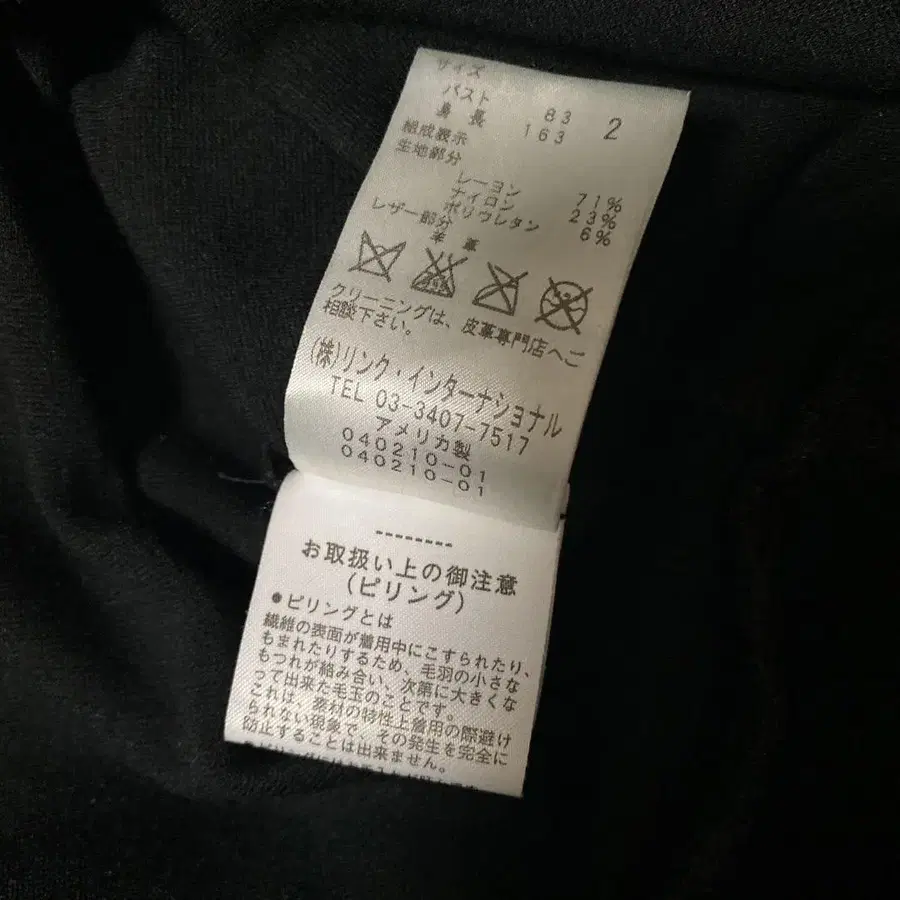 サイズ 2
バスト 83
身長 163
組成表示
生地部分
レーヨン 71%
ナイロン 23%
ポリウレタン 6%
レザー部分
羊革
クリーニングは、皮革専門店へご
相談下さい。
(株)リンク・インターナショナル
TEL 03-3407-7517
アメリカ製
040210-01
040210-01
--------
お取扱い上の御注意
(ピリング)
●ピリングとは
繊維の表面が着用中にこすられたり、
もまれたりするため、毛羽の小さな
もつれが絡み合い、次第に大きくな
って出来た毛玉のことです。
これは、素材の特性上着用の際避け
られない現象で、その発生を完全に
防止することは出来ません。